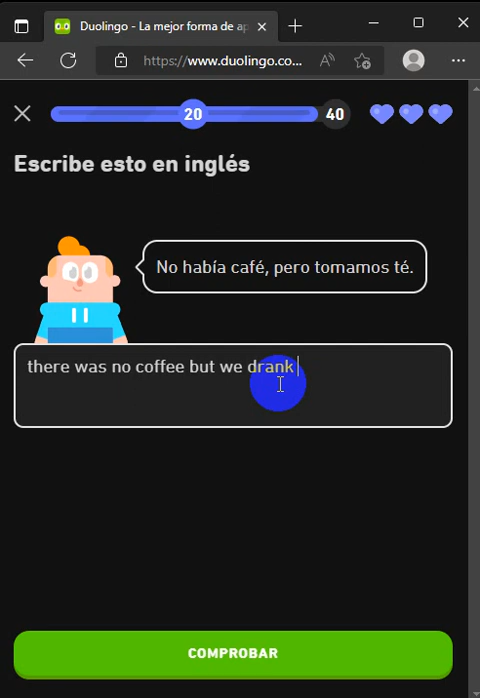 Duolingo - La mejor forma de ap
https://www.duolingo.co...
20
40
Escribe esto en inglés
No había café, pero tomamos té.
there was no coffee but we drank
COMPROBAR